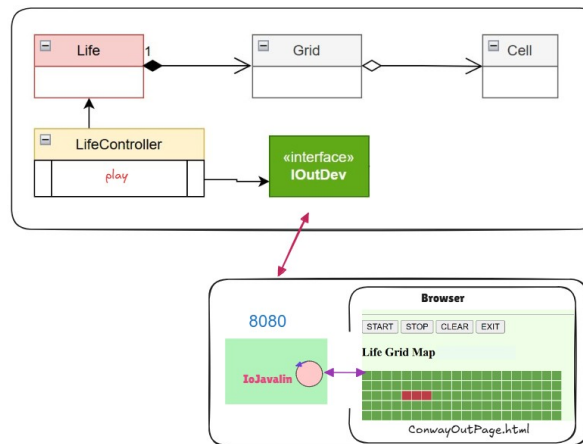 Life
1
Grid
Cell
LifeController
play
«interface»
IOutDev
8080
IoJavalin
Browser
START STOP CLEAR EXIT
Life Grid Map
ConwayOutPage.html